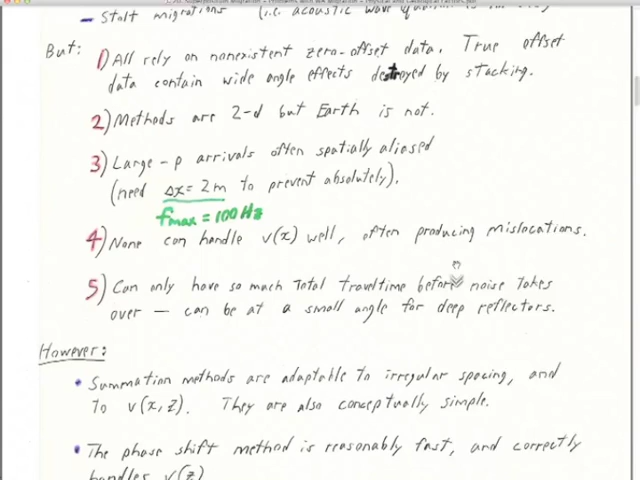 - Stolt migrations (i.e. acoustic wave
But: 1) All rely on nonexistent zero-offset data. True offset
data contain wide angle effects destroyed by stacking.
2) Methods are 2-d but Earth is not.
3) Large-p arrivals often spatially aliased
(need Δx = 2m to prevent absolutely).
fmax = 100 Hz
4) None can handle v(x) well, often producing mislocations.
5) Can only have so much total traveltime before noise takes
over — can be at a small angle for deep reflectors.
However:
• Summation methods are adaptable to irregular spacing, and
to v(x,z). They are also conceptually simple.
• The phase shift method is reasonably fast, and correctly
handles v(z)